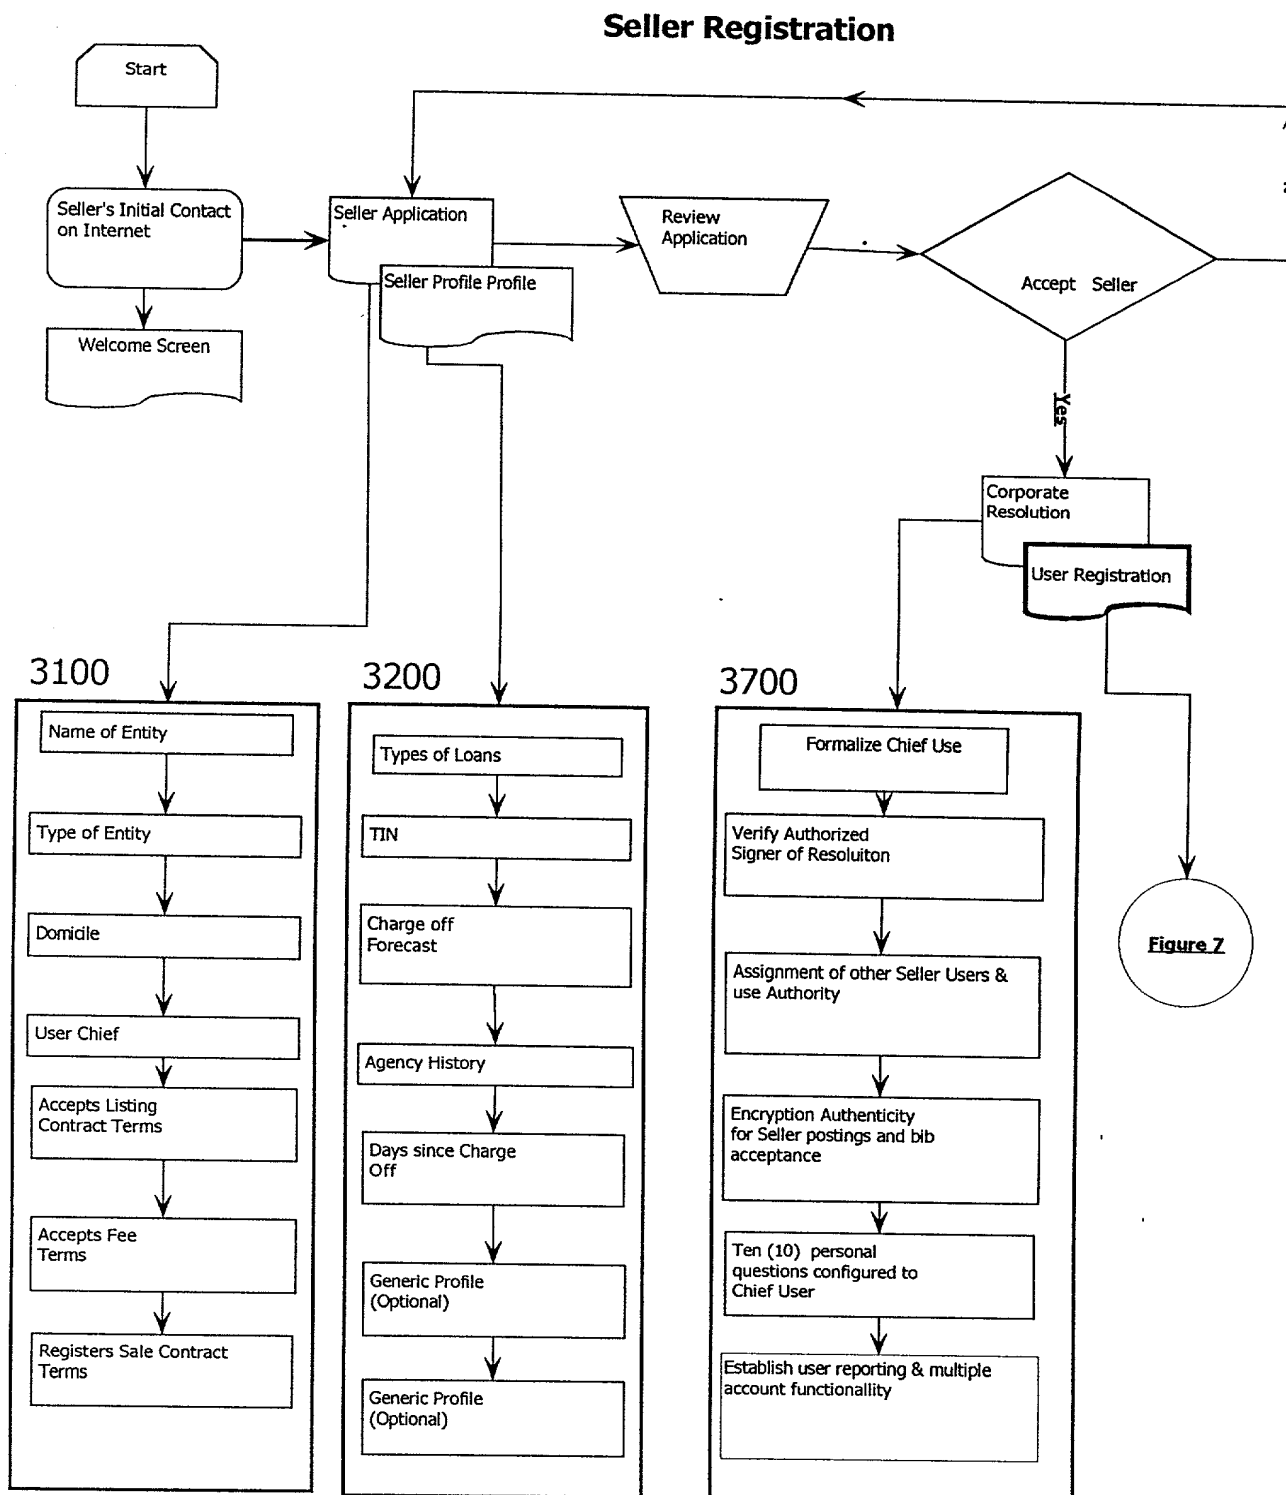 Seller Registration
Start
Seller's Initial Contact
on Internet
Welcome Screen
Seller Application
Seller Profile Profile
Review
Application
Accept Seller
Yes
Corporate
Resolution
User Registration
Figure 7
3100
Name of Entity
Type of Entity
Domicile
User Chief
Accepts Listing
Contract Terms
Accepts Fee
Terms
Registers Sale Contract
Terms
3200
Types of Loans
TIN
Charge off
Forecast
Agency History
Days since Charge
Off
Generic Profile
(Optional)
Generic Profile
(Optional)
3700
Formalize Chief Use
Verify Authorized
Signer of Resoluiton
Assignment of other Seller Users &
use Authority
Encryption Authenticity
for Seller postings and bib
acceptance
Ten (10) personal
questions configured to
Chief User
Establish user reporting & multiple
account functionallity